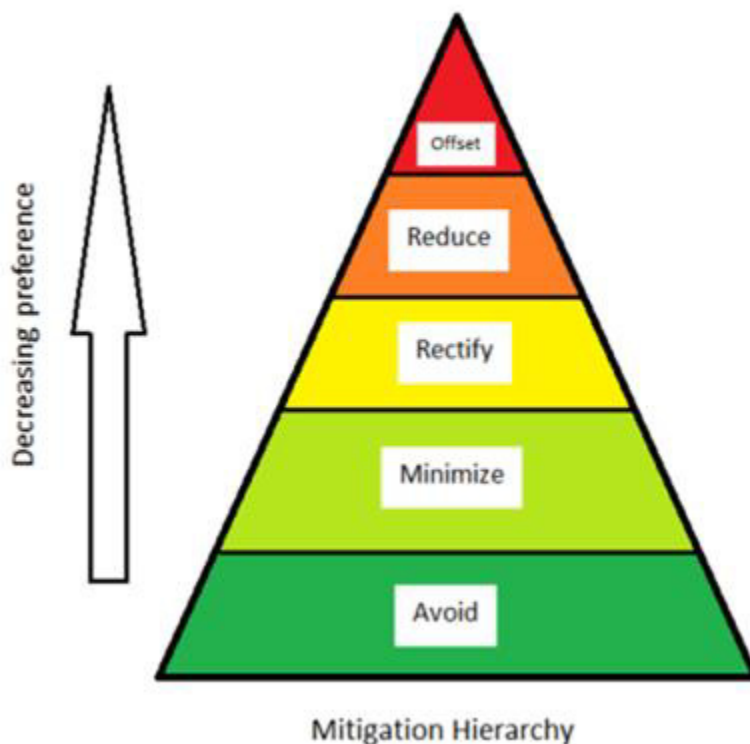 Offset
Reduce
Rectify
Minimize
Avoid
Decreasing preference
Mitigation Hierarchy